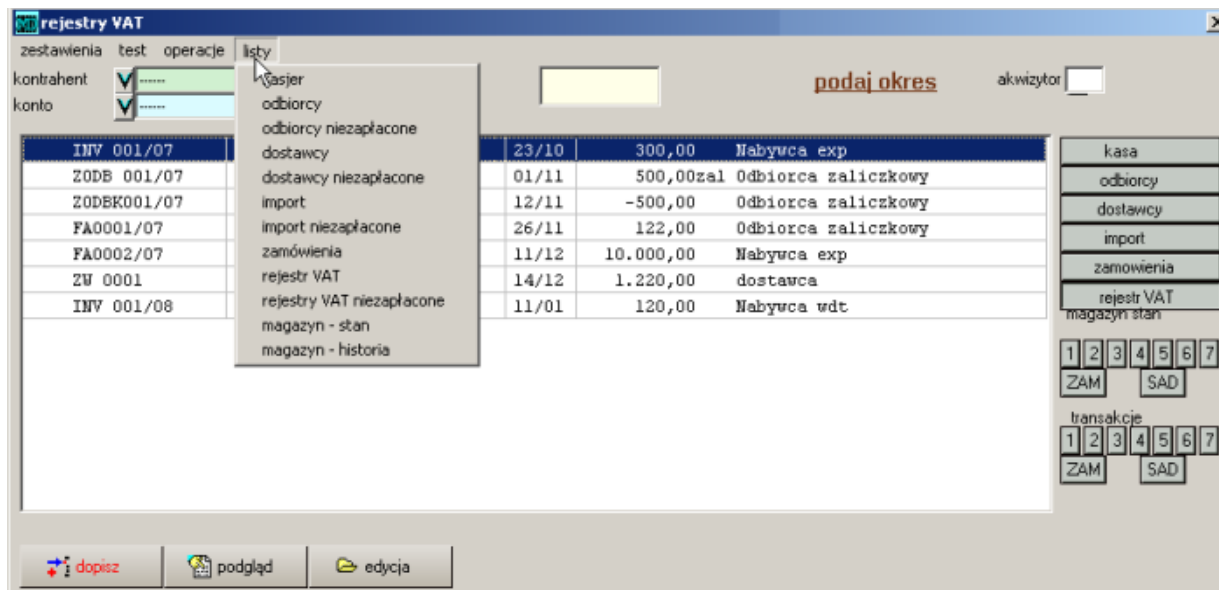 rejestry VAT
zestawienia test operacje listy
kontrahent V ------
konto V ------
podaj okres
akwizytor
kasjer
odbiorcy
odbiorcy niezapłacone
dostawcy
dostawcy niezapłacone
import
import niezapłacone
zamówienia
rejestr VAT
rejestry VAT niezapłacone
magazyn - stan
magazyn - historia
INV 001/07 23/10 300,00 Nabywca exp
ZODB 001/07 01/11 500,00zal Odbiorca zaliczkowy
ZODBK001/07 12/11 -500,00 Odbiorca zaliczkowy
FA0001/07 26/11 122,00 Odbiorca zaliczkowy
FA0002/07 11/12 10.000,00 Nabywca exp
ZW 0001 14/12 1.220,00 dostawca
INV 001/08 11/01 120,00 Nabywca wdt
kasa
odbiorcy
dostawcy
import
zamowienia
rejestr VAT
magazyn stan
1 2 3 4 5 6 7
ZAM SAD
transakcje
1 2 3 4 5 6 7
ZAM SAD
dopisz podgląd edycja